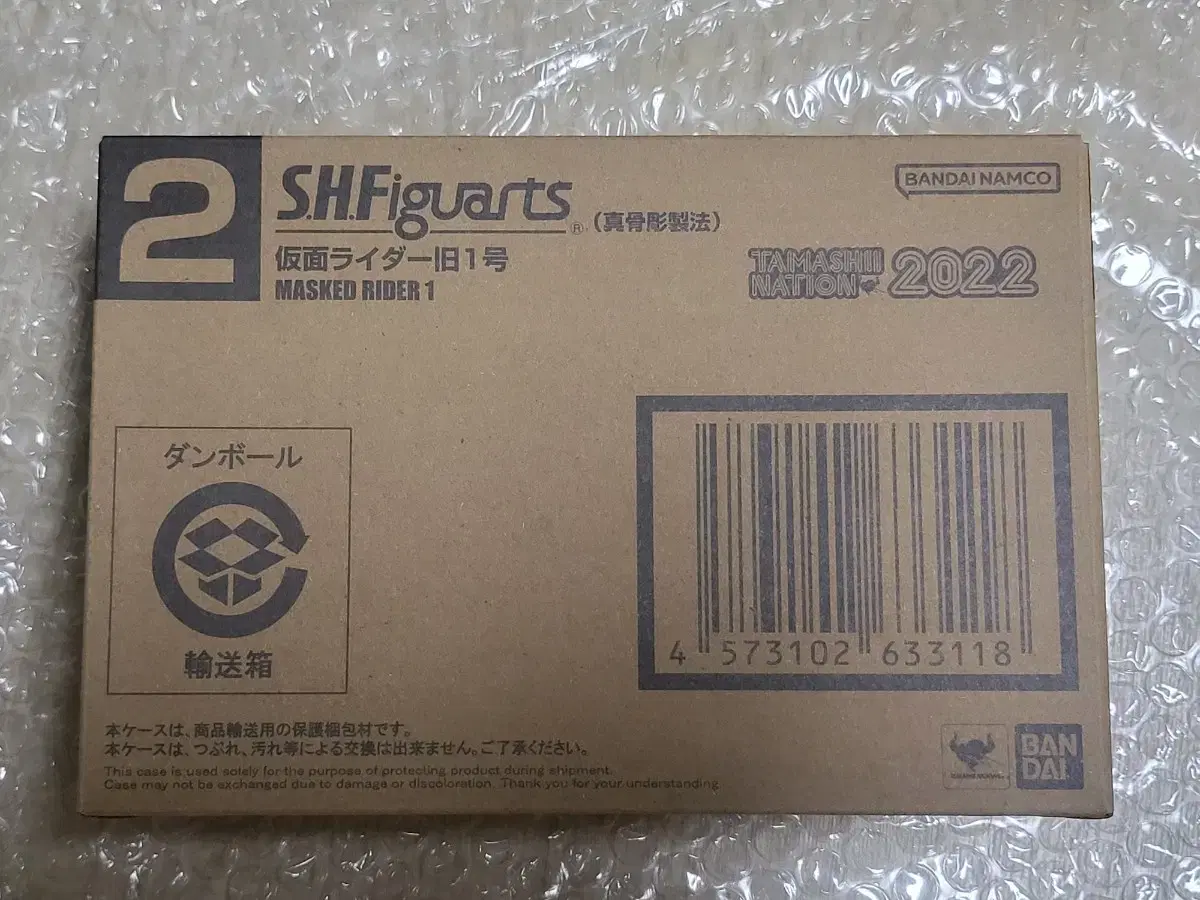 2
S.H.Figuarts® (真骨彫製法)
仮面ライダー旧1号
MASKED RIDER 1
BANDAI NAMCO
TAMASHII
NATION 2022
ダンボール
輸送箱
4 573102 633118
本ケースは、商品輸送用の保護梱包材です。
本ケースは、つぶれ、汚れ等による交換は出来ません。ご了承ください。
This case is used solely for the purpose of protecting product during shipment.
Case may not be exchanged due to damage or discoloration. Thank you for your understanding
BAN
DAI